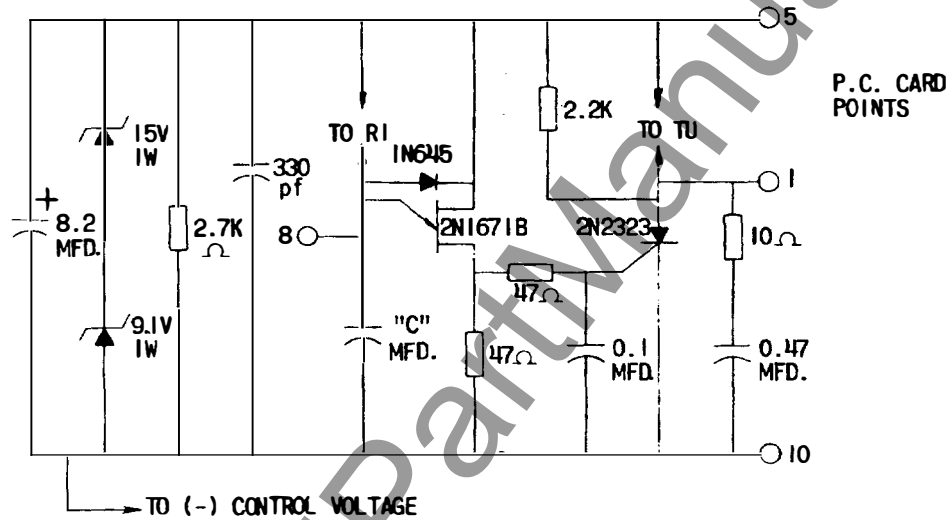 5
P.C. CARD
POINTS
15V
1W
TO R1
1N645
2.2K
TO TU
1
+
8.2
MFD.
2.7K
Ω
330
pf
8
2N1671B
2N2323
10Ω
47Ω
9.1V
1W
"C"
MFD.
47Ω
0.1
MFD.
0.47
MFD.
10
TO (-) CONTROL VOLTAGE
PartManu